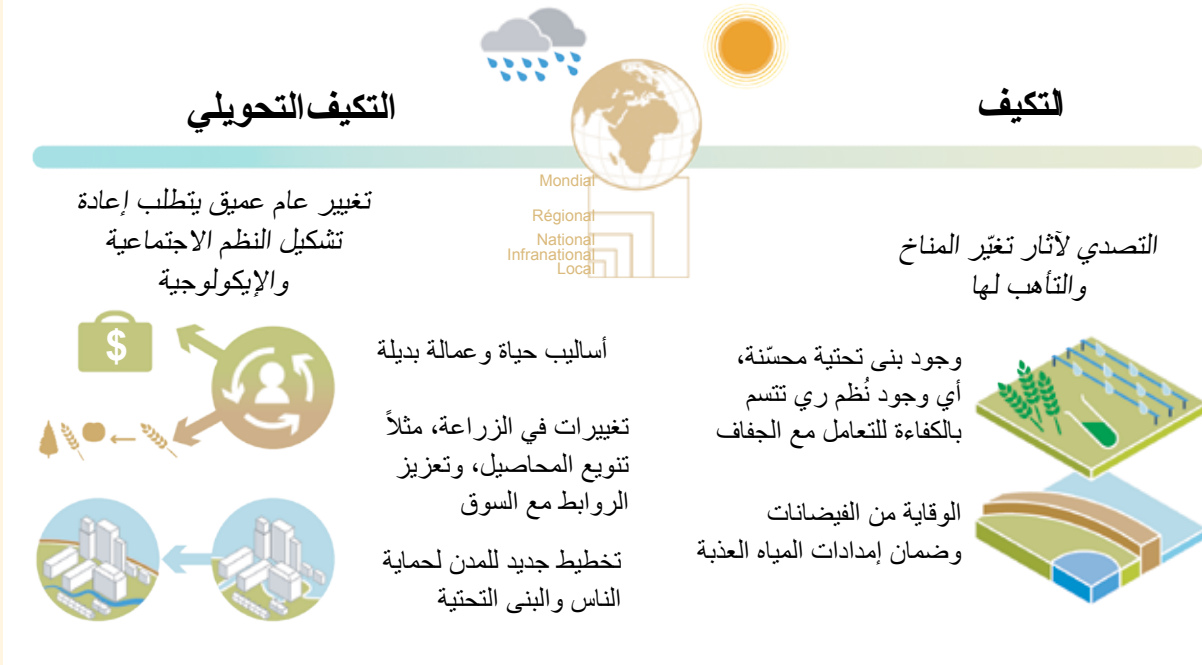 التكيف
التكيف التحويلي
Mondial
Régional
National
Infranational
Local
التصدي لآثار تغيّر المناخ
والتأهب لها
وجود بنى تحتية محسّنة،
أي وجود نُظم ري تتسم
بالكفاءة للتعامل مع الجفاف
الوقاية من الفيضانات
وضمان إمدادات المياه العذبة
تغيير عام عميق يتطلب إعادة
تشكيل النظم الاجتماعية
والإيكولوجية
أساليب حياة وعمالة بديلة
تغييرات في الزراعة، مثلاً
تنويع المحاصيل، وتعزيز
الروابط مع السوق
تخطيط جديد للمدن لحماية
الناس والبنى التحتية
$